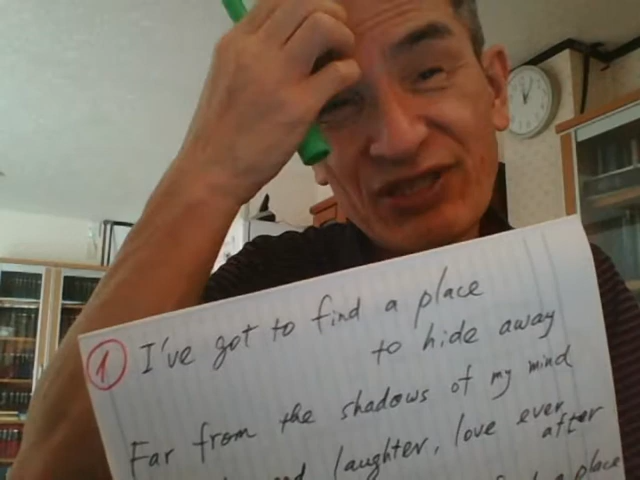 1 I've got to find a place
to hide away
Far from the shadows of my mind
laughter, love ever
after
a place